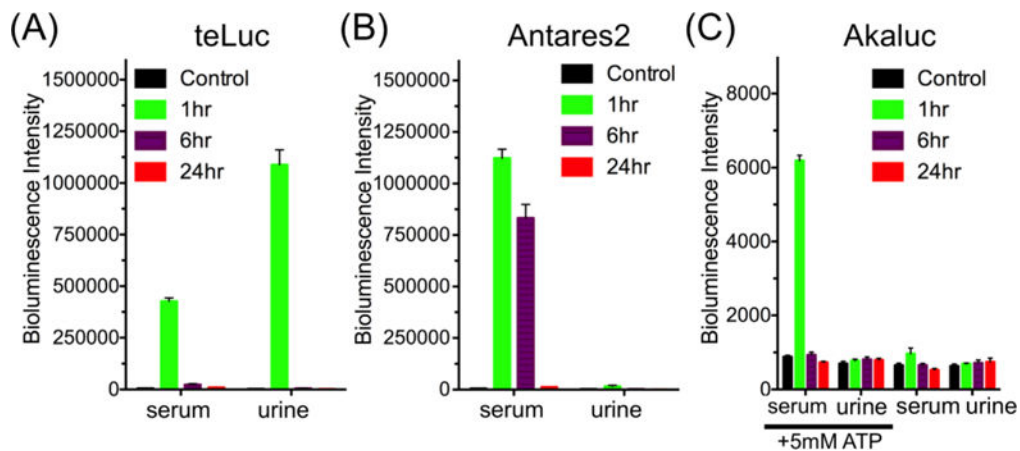 (A) teLuc
Bioluminescence Intensity
1500000
1250000
1000000
750000
500000
250000
0
Control
1hr
6hr
24hr
serum urine
(B) Antares2
Bioluminescence Intensity
1500000
1250000
1000000
750000
500000
250000
0
Control
1hr
6hr
24hr
serum urine
(C) Akaluc
Bioluminescence Intensity
8000
6000
4000
2000
0
Control
1hr
6hr
24hr
serum urine serum urine
+5mM ATP